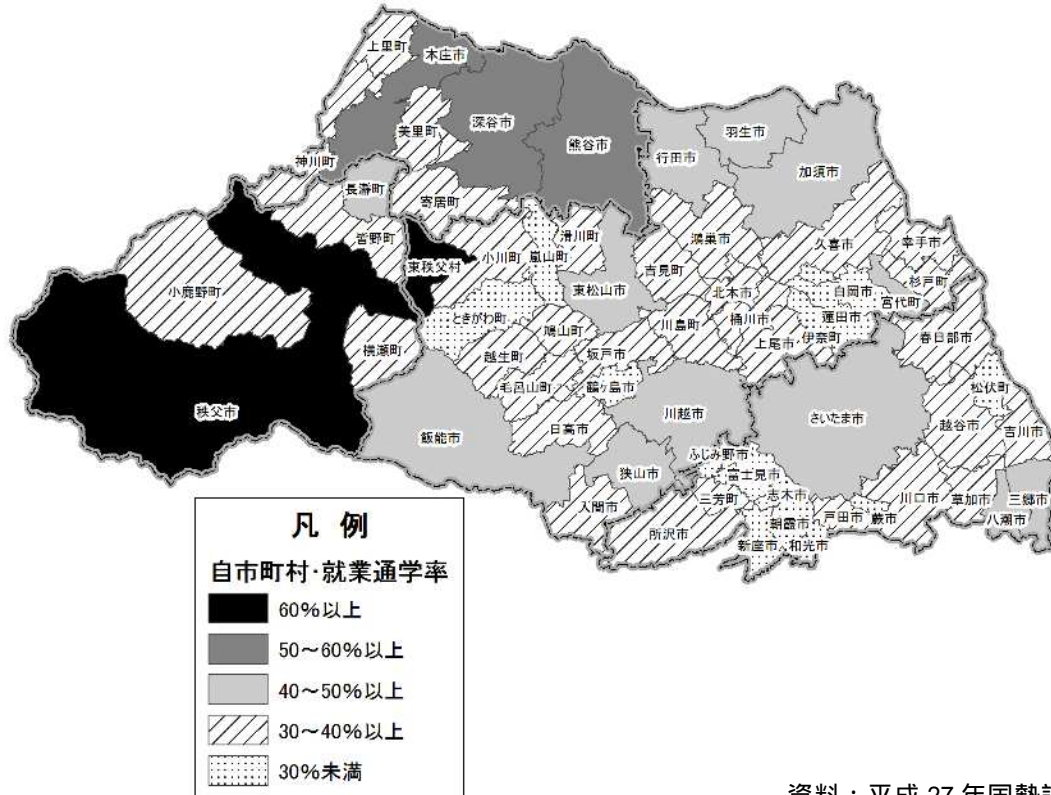 上里町
本庄市
美里町
深谷市
熊谷市
神川町
長瀞町
寄居町
皆野町
行田市
羽生市
加須市
東秩父村
小川町
嵐山町
滑川町
吉見町
鴻巣市
久喜市
幸手市
小鹿野町
東松山市
北本市
白岡市
杉戸町
宮代町
ときがわ町
鳩山町
川島町
桶川市
蓮田市
横瀬町
越生町
坂戸市
上尾市
伊奈町
春日部市
毛呂山町
鶴ヶ島市
松伏町
秩父市
飯能市
日高市
川越市
さいたま市
越谷市
吉川市
狭山市
ふじみ野市
富士見市
入間市
三芳町
志木市
川口市
草加市
三郷市
所沢市
朝霞市
戸田市
蕨市
八潮市
新座市
和光市
凡 例
自市町村・就業通学率
60%以上
50～60%以上
40～50%以上
30～40%以上
30%未満
資料：平成 27 年国勢調